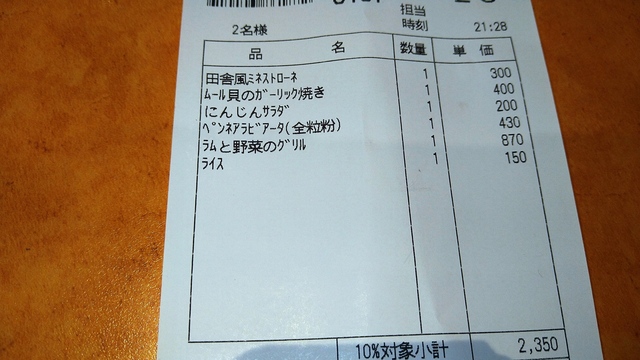 担当
2名様 時刻 21:28
品 名 数量 単 価
田舎風ﾐﾈｽﾄﾛｰﾈ 1 300
ﾑｰﾙ貝のｶﾞｰﾘｯｸ焼き 1 400
にんじんｻﾗﾀﾞ 1 200
ﾍﾟﾝﾈｱﾗﾋﾞｱｰﾀ(全粒粉) 1 430
ﾗﾑと野菜のｸﾞﾘﾙ 1 870
ﾗｲｽ 1 150
10%対象小計 2,350